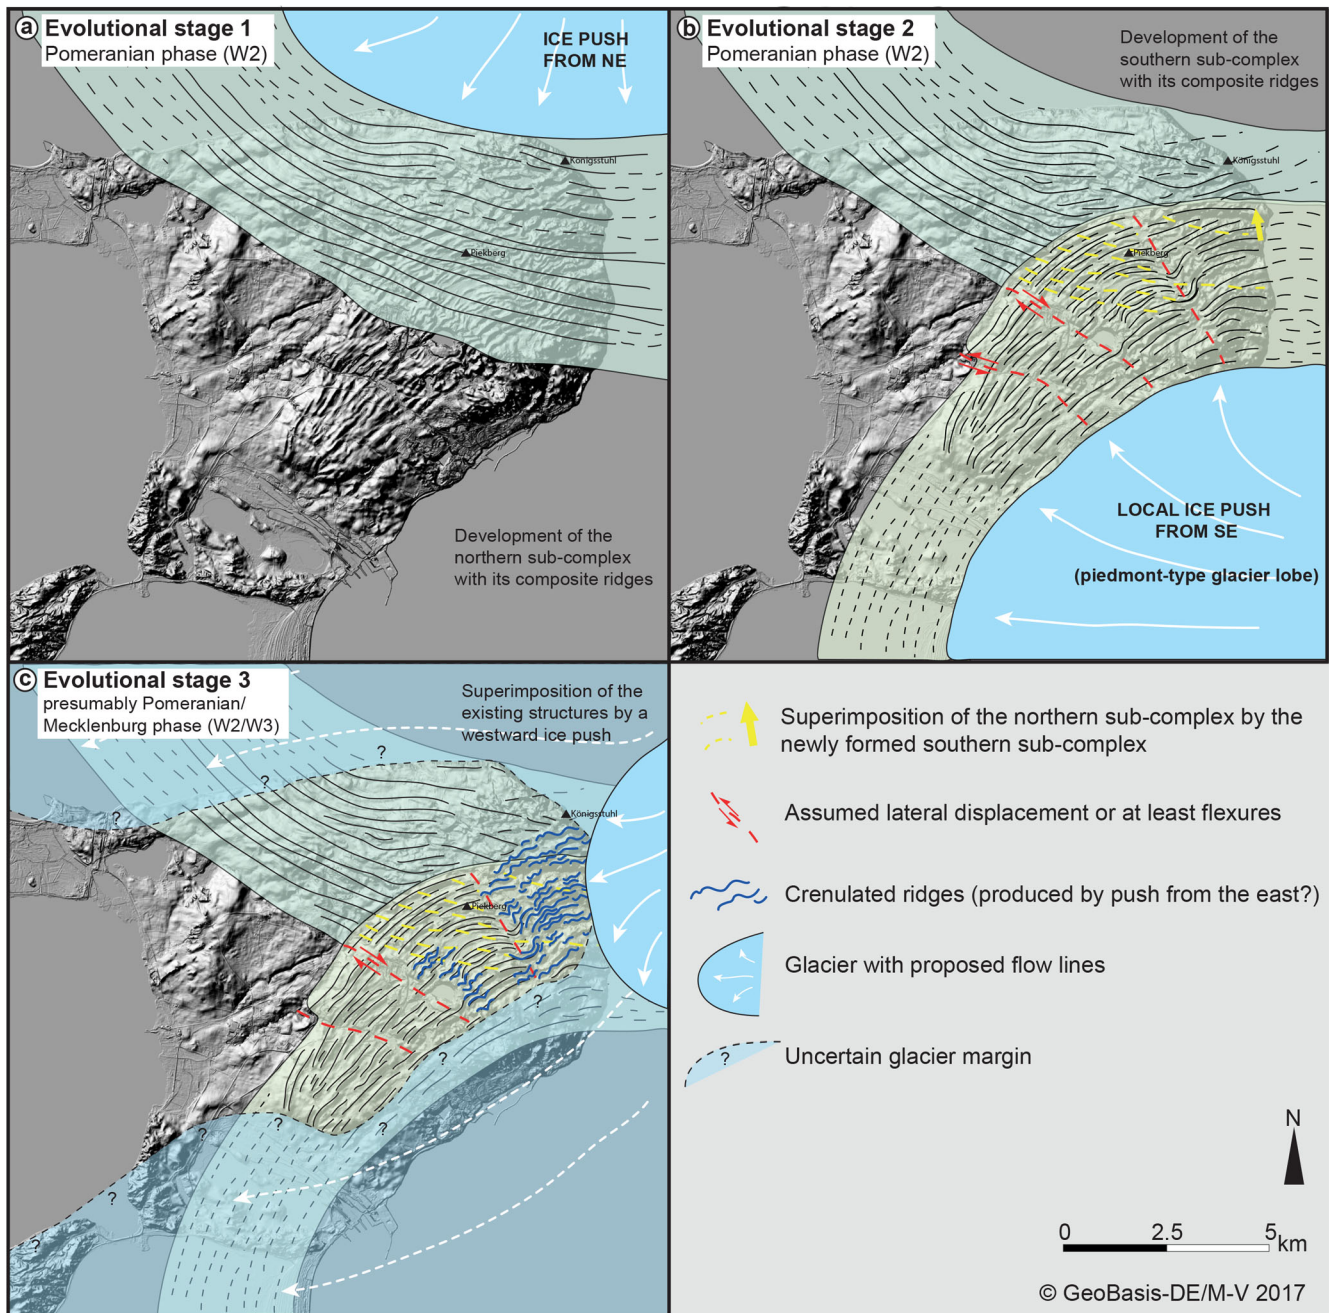 a Evolutional stage 1
Pomeranian phase (W2)
ICE PUSH
FROM NE
Königsstuhl
Piekberg
Development of the
northern sub-complex
with its composite ridges
b Evolutional stage 2
Pomeranian phase (W2)
Development of the
southern sub-complex
with its composite ridges
Königsstuhl
Piekberg
LOCAL ICE PUSH
FROM SE
(piedmont-type glacier lobe)
c Evolutional stage 3
presumably Pomeranian/
Mecklenburg phase (W2/W3)
Superimposition of the
existing structures by a
westward ice push
?
?
?
Königsstuhl
Piekberg
?
?
?
?
?
?
?
Superimposition of the northern sub-complex by the
newly formed southern sub-complex
Assumed lateral displacement or at least flexures
Crenulated ridges (produced by push from the east?)
Glacier with proposed flow lines
? Uncertain glacier margin
N
0 2.5 5
km
© GeoBasis-DE/M-V 2017